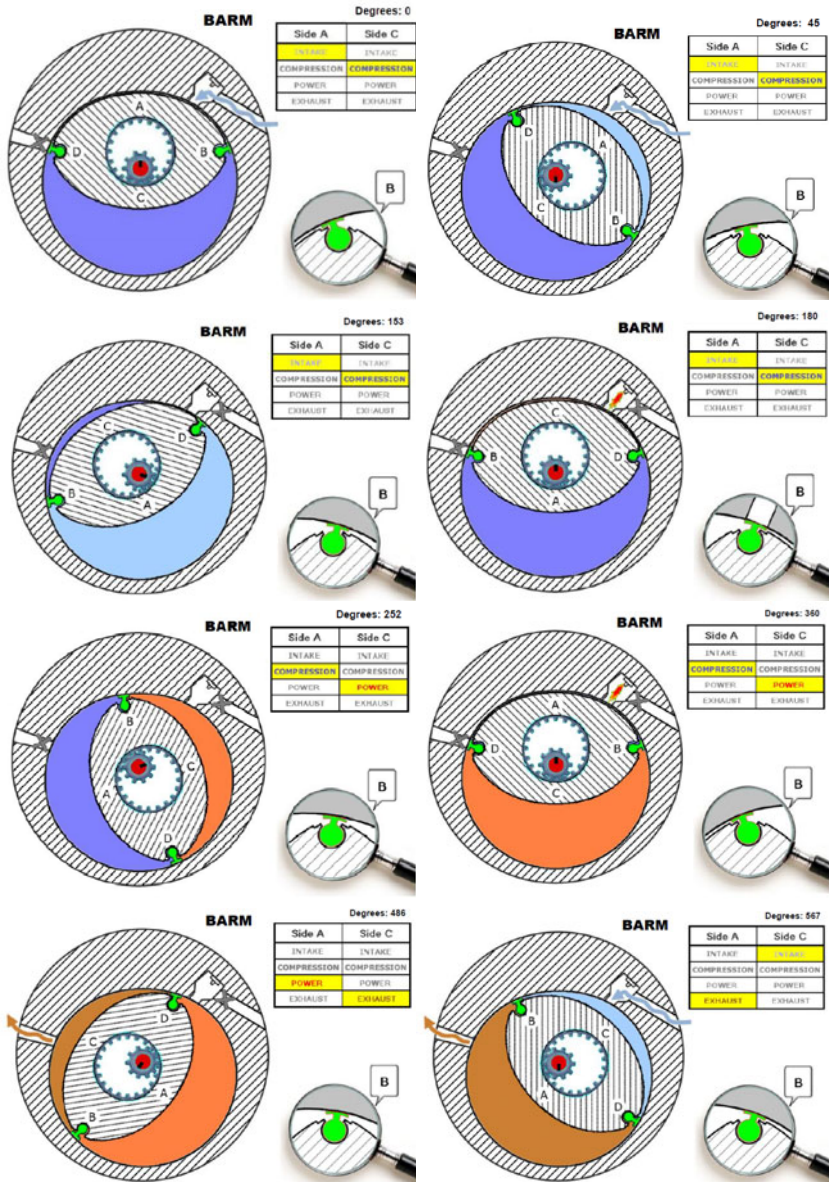 BARM
Degrees: 0
Side A Side C
INTAKE INTAKE
COMPRESSION COMPRESSION
POWER POWER
EXHAUST EXHAUST
A
D B
C
B
BARM
Degrees: 45
Side A Side C
INTAKE INTAKE
COMPRESSION COMPRESSION
POWER POWER
EXHAUST EXHAUST
D
A
C
B
B
BARM
Degrees: 153
Side A Side C
INTAKE INTAKE
COMPRESSION COMPRESSION
POWER POWER
EXHAUST EXHAUST
C D
B
A
B
BARM
Degrees: 180
Side A Side C
INTAKE INTAKE
COMPRESSION COMPRESSION
POWER POWER
EXHAUST EXHAUST
C
B D
A
B
BARM
Degrees: 252
Side A Side C
INTAKE INTAKE
COMPRESSION COMPRESSION
POWER POWER
EXHAUST EXHAUST
B
C
A
D
B
BARM
Degrees: 360
Side A Side C
INTAKE INTAKE
COMPRESSION COMPRESSION
POWER POWER
EXHAUST EXHAUST
A
D B
C
B
BARM
Degrees: 486
Side A Side C
INTAKE INTAKE
COMPRESSION COMPRESSION
POWER POWER
EXHAUST EXHAUST
D
C
A
B
B
BARM
Degrees: 567
Side A Side C
INTAKE INTAKE
COMPRESSION COMPRESSION
POWER POWER
EXHAUST EXHAUST
B
C
A
D
B